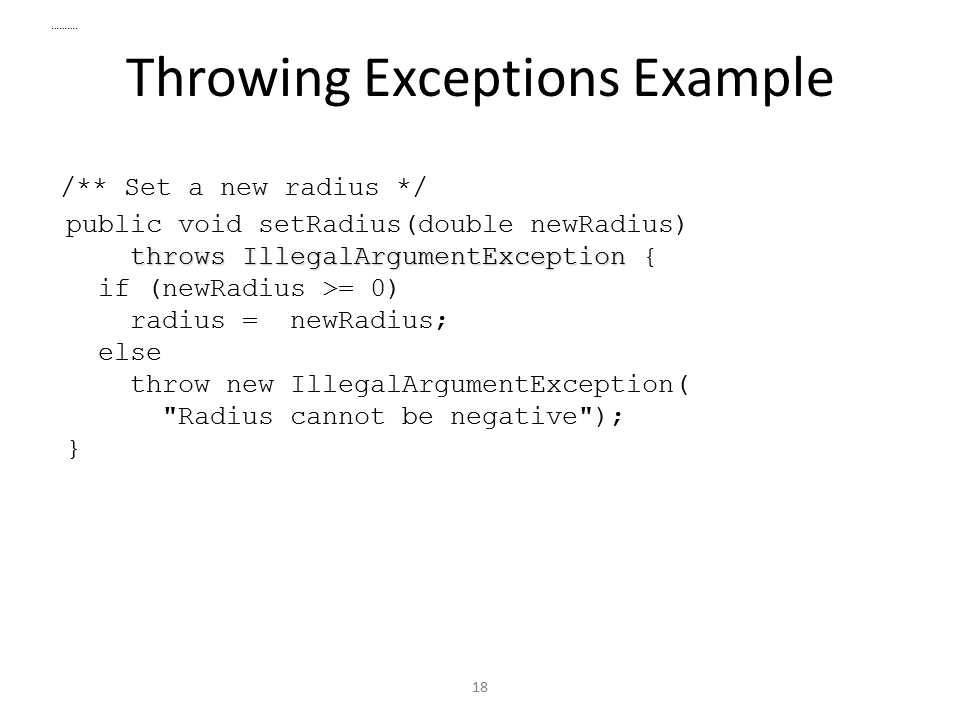 ..........
Throwing Exceptions Example
/** Set a new radius */
public void setRadius(double newRadius)
    throws IllegalArgumentException {
  if (newRadius >= 0)
    radius =  newRadius;
  else
    throw new IllegalArgumentException(
      "Radius cannot be negative");
}
18